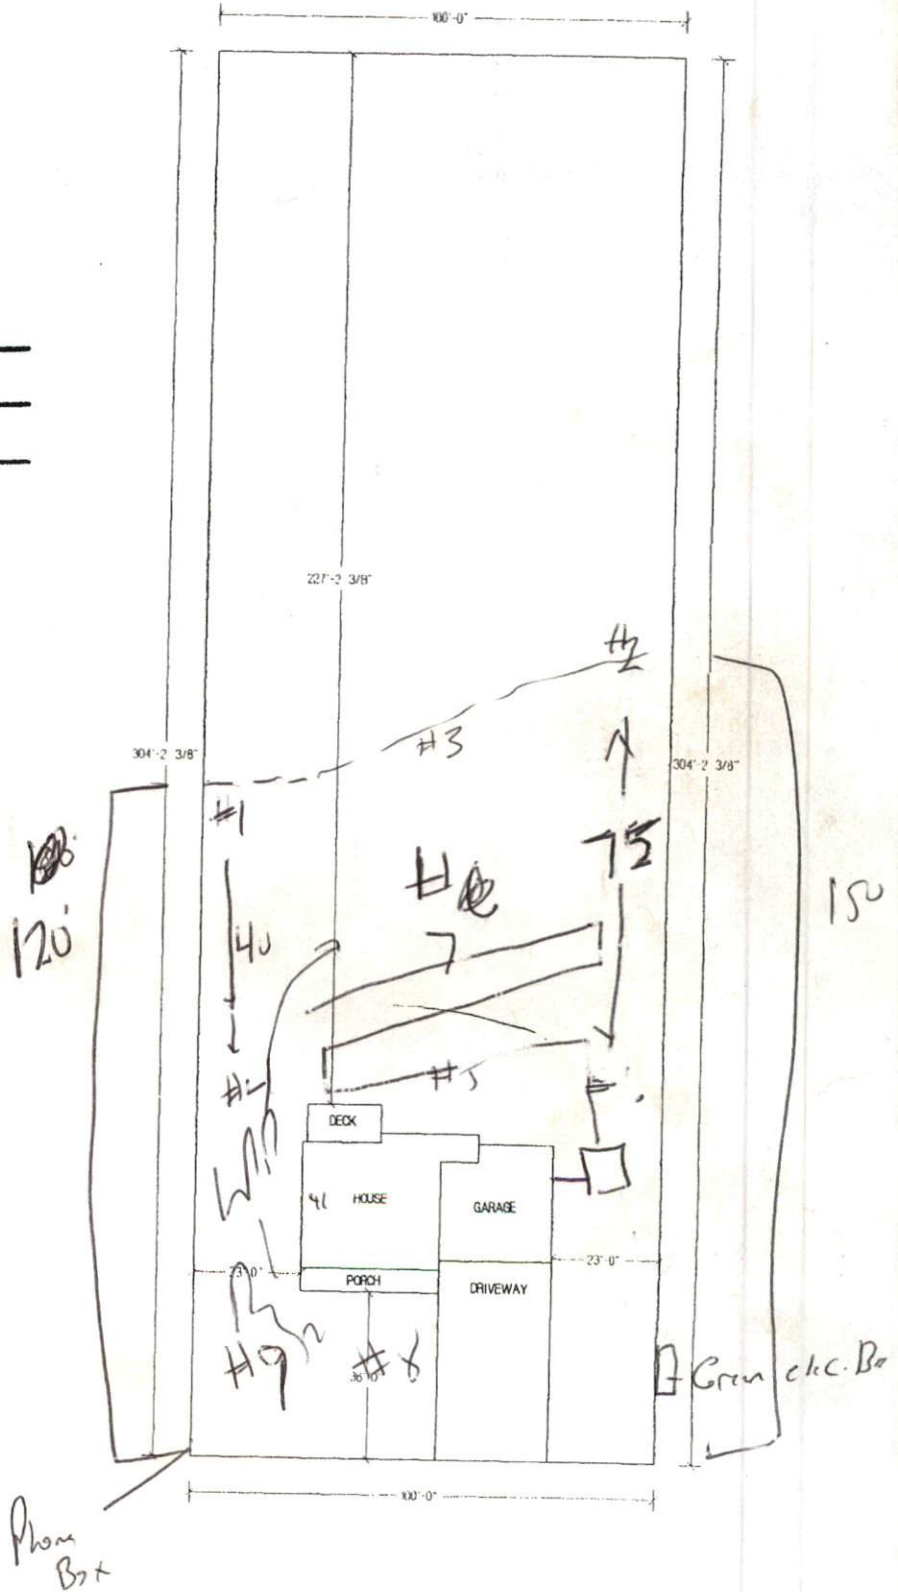 100'-0"
227'-2 3/8"
#2
#3
304'-2 3/8"
304'-2 3/8"
#1
75
120'
150
40
#
7
#5
DECK
HOUSE
GARAGE
23'-0"
PORCH
23'-0"
DRIVEWAY
#9
#8
Green elec. Bo
100'-0"
Phone
Box